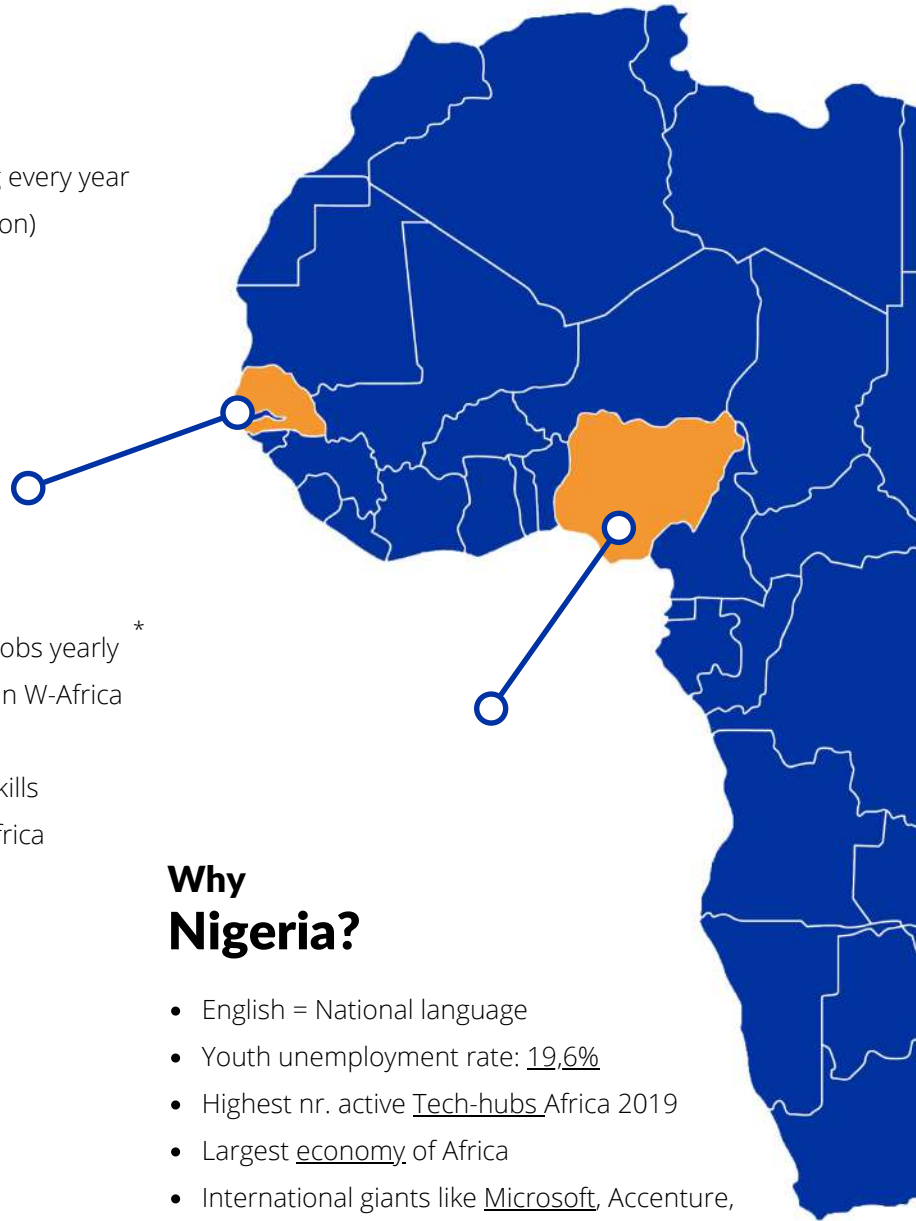 every year
on)
obs yearly *
n W-Africa
kills
frica
Why
Nigeria?
• English = National language
• Youth unemployment rate: 19,6%
• Highest nr. active Tech-hubs Africa 2019
• Largest economy of Africa
• International giants like Microsoft, Accenture,